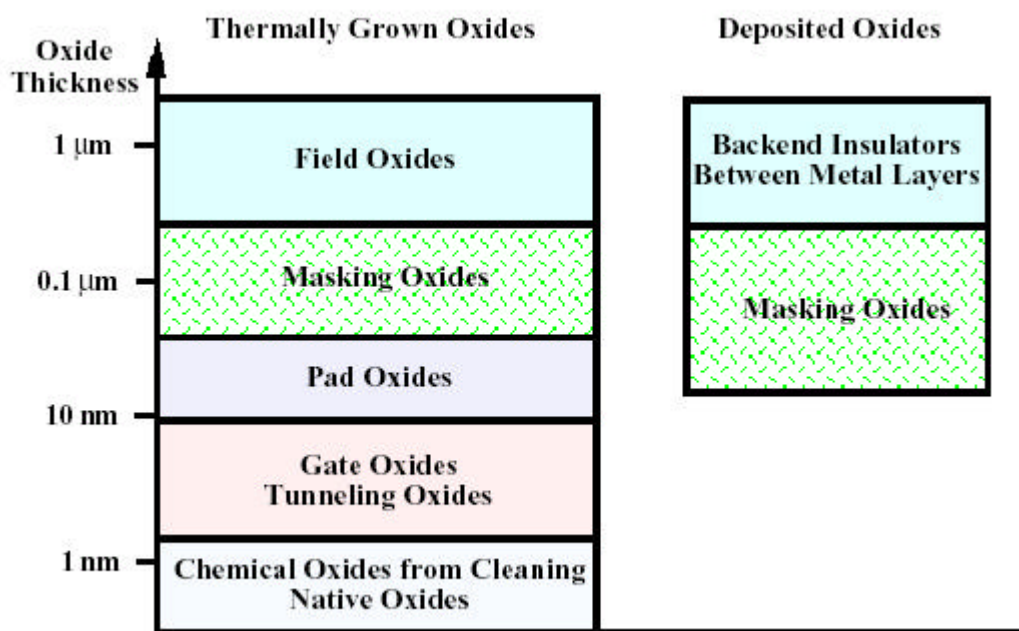 Thermally Grown Oxides
Deposited Oxides
Oxide
Thickness
1 μm
Field Oxides
Backend Insulators
Between Metal Layers
0.1 μm
Masking Oxides
Masking Oxides
Pad Oxides
10 nm
Gate Oxides
Tunneling Oxides
1 nm
Chemical Oxides from Cleaning
Native Oxides